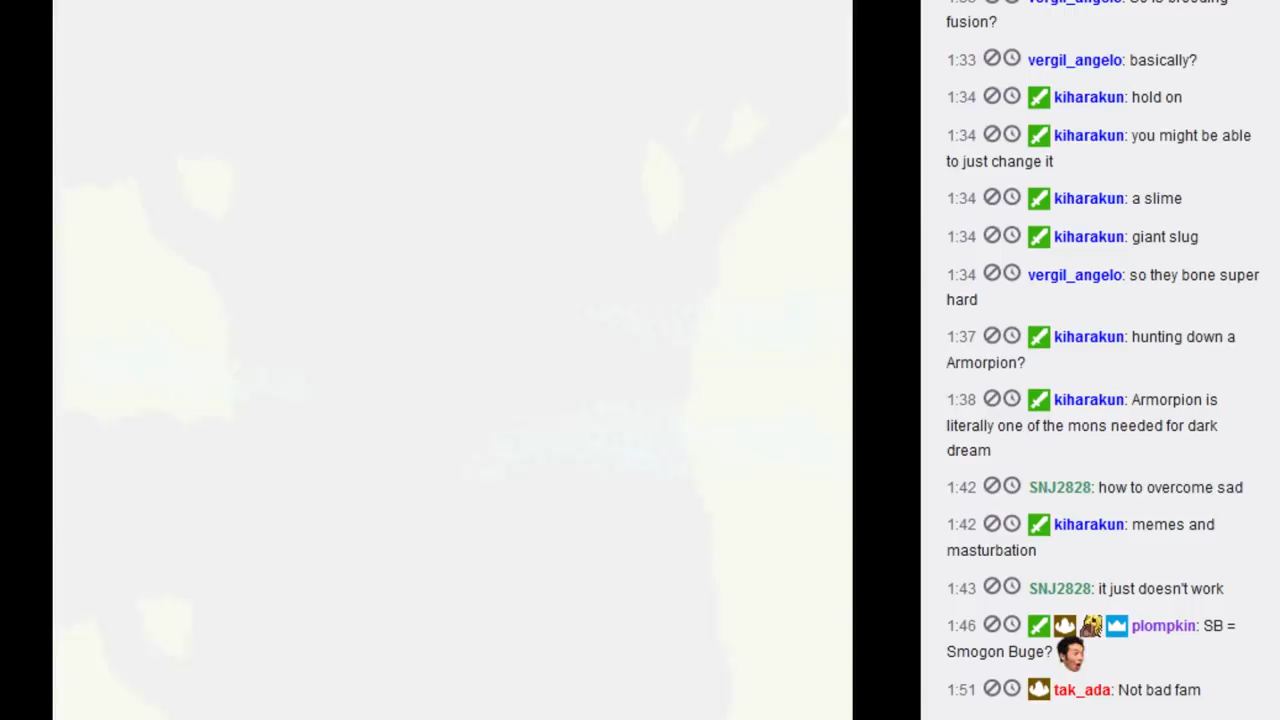 fusion?
1:33 vergil_angelo: basically?
1:34 kiharakun: hold on
1:34 kiharakun: you might be able
to just change it
1:34 kiharakun: a slime
1:34 kiharakun: giant slug
1:34 vergil_angelo: so they bone super
hard
1:37 kiharakun: hunting down a
Armorpion?
1:38 kiharakun: Armorpion is
literally one of the mons needed for dark
dream
1:42 SNJ2828: how to overcome sad
1:42 kiharakun: memes and
masturbation
1:43 SNJ2828: it just doesn't work
1:46 plompkin: SB =
Smogon Buge?
1:51 tak_ada: Not bad fam